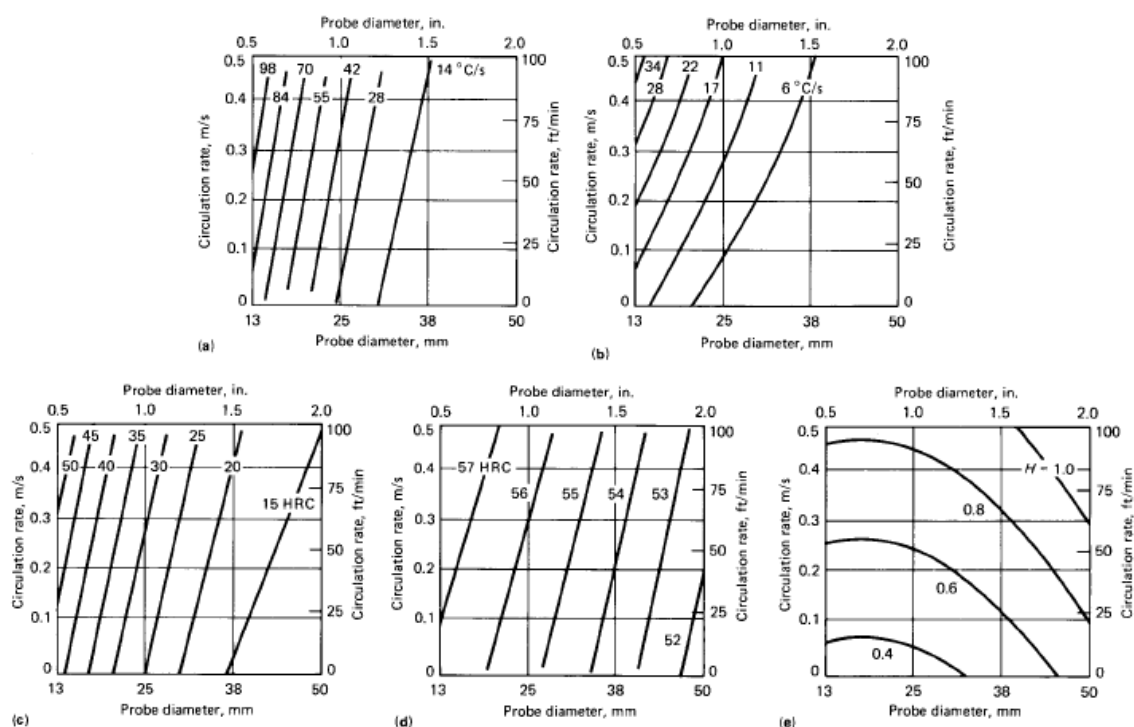 Probe diameter, in.
0.5 1.0 1.5 2.0
Circulation rate, m/s
0.5
0.4
0.3
0.2
0.1
0
98 70 42 14 °C/s
84 55 28
100
75
50
25
0
Circulation rate, ft/min
13 25 38 50
Probe diameter, mm
(a)
Probe diameter, in.
0.5 1.0 1.5 2.0
Circulation rate, m/s
0.5
0.4
0.3
0.2
0.1
0
34 22 11
28 17 6 °C/s
100
75
50
25
0
Circulation rate, ft/min
13 25 38 50
Probe diameter, mm
(b)
Probe diameter, in.
0.5 1.0 1.5 2.0
Circulation rate, m/s
0.5
0.4
0.3
0.2
0.1
0
45 35 25
50 40 30 20
15 HRC
100
75
50
25
0
Circulation rate, ft/min
13 25 38 50
Probe diameter, mm
(c)
Probe diameter, in.
0.5 1.0 1.5 2.0
Circulation rate, m/s
0.5
0.4
0.3
0.2
0.1
0
57 HRC
56 55 54 53
52
100
75
50
25
0
Circulation rate, ft/min
13 25 38 50
Probe diameter, mm
(d)
Probe diameter, in.
0.5 1.0 1.5 2.0
Circulation rate, m/s
0.5
0.4
0.3
0.2
0.1
0
H = 1.0
0.8
0.6
0.4
100
75
50
25
0
Circulation rate, ft/min
13 25 38 50
Probe diameter, mm
(e)